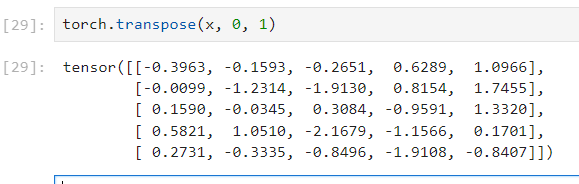 [29]: torch.transpose(x, 0, 1)
[29]: tensor([[-0.3963, -0.1593, -0.2651,  0.6289,  1.0966],
        [-0.0099, -1.2314, -1.9130,  0.8154,  1.7455],
        [ 0.1590, -0.0345,  0.3084, -0.9591,  1.3320],
        [ 0.5821,  1.0510, -2.1679, -1.1566,  0.1701],
        [ 0.2731, -0.3335, -0.8496, -1.9108, -0.8407]])